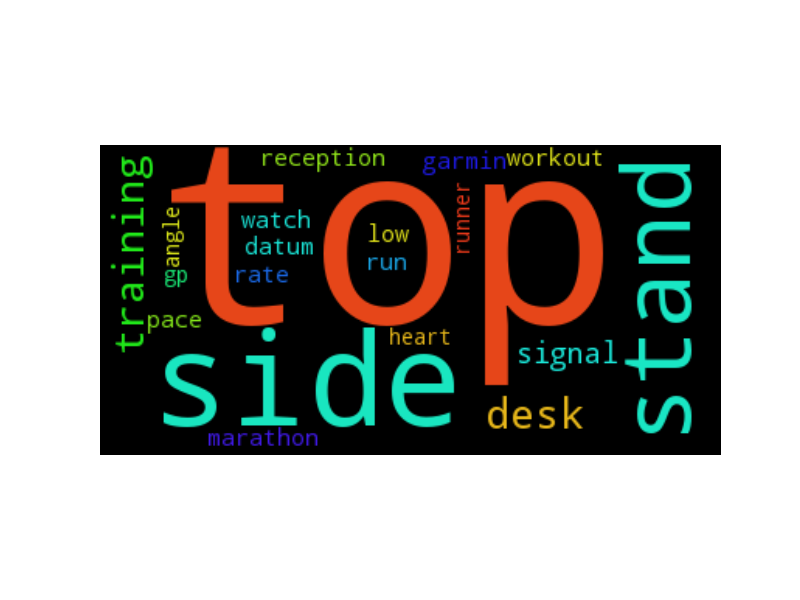 reception
garmin
workout
training
top
stand
angle
watch
runner
low
datum
run
gp
rate
pace
side
heart
signal
desk
marathon